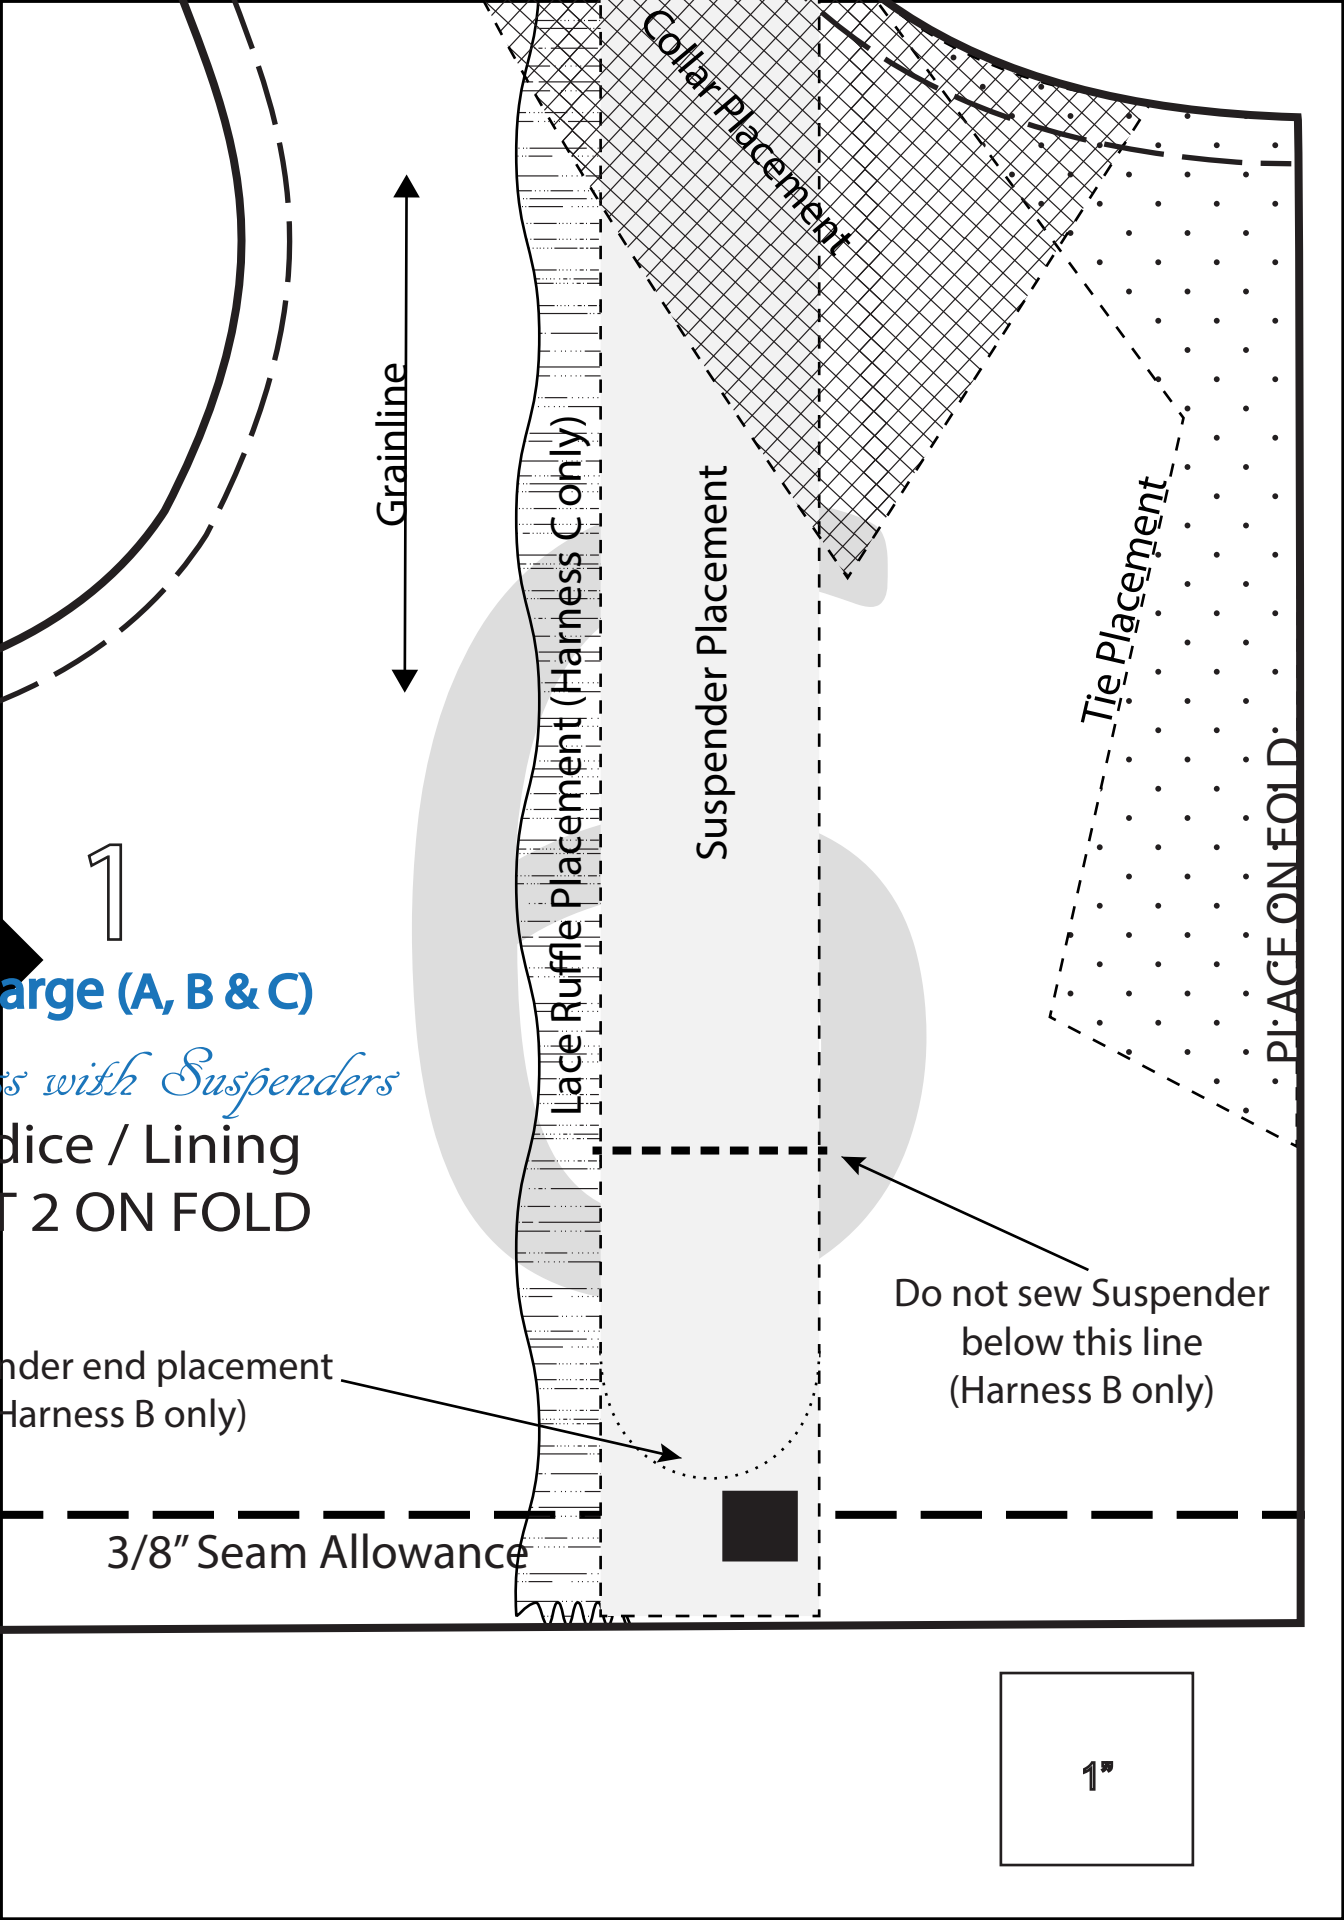 Collar Placement
Grainline
Lace Ruffle Placement (Harness C only)
Suspender Placement
Tie Placement
PLACE ON FOLD
1
arge (A, B & C)
ss with Suspenders
dice / Lining
T 2 ON FOLD
6
Do not sew Suspender
below this line
(Harness B only)
nder end placement
Harness B only)
3/8” Seam Allowance
1”